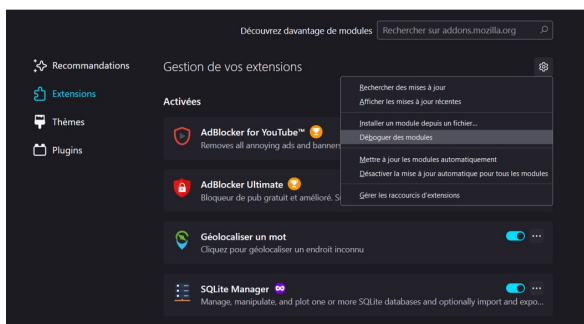 Découvrez davantage de modules
Rechercher sur addons.mozilla.org
Recommandations
Extensions
Thèmes
Plugins
Gestion de vos extensions
Rechercher des mises à jour
Afficher les mises à jour récentes
Installer un module depuis un fichier...
Déboguer des modules
Mettre à jour les modules automatiquement
Désactiver la mise à jour automatique pour tous les modules
Gérer les raccourcis d'extensions
Activées
AdBlocker for YouTube™
Removes all annoying ads and banners
AdBlocker Ultimate
Bloqueur de pub gratuit et amélioré.
Géolocaliser un mot
Cliquez pour géolocaliser un endroit inconnu
SQLite Manager
Manage, manipulate, and plot one or more SQLite databases and optionally import and expo...